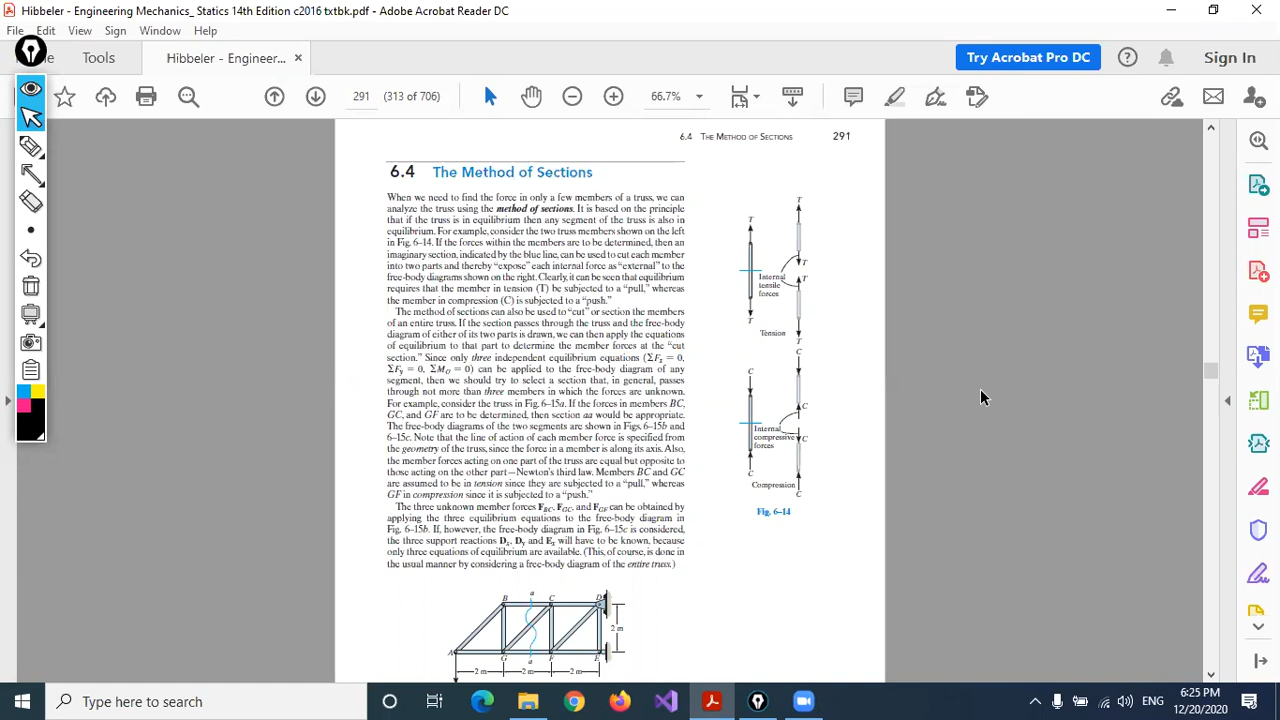 Hibbeler - Engineering Mechanics_ Statics 14th Edition c2016 txtbk.pdf - Adobe Acrobat Reader DC
File Edit View Sign Window Help
Tools
Hibbeler - Engineer... ×
Try Acrobat Pro DC
Sign In
291 (313 of 706)
66.7%
6.4 THE METHOD OF SECTIONS 291
6.4 The Method of Sections
When we need to find the force in only a few members of a truss, we can
analyze the truss using the method of sections. It is based on the principle
that if the truss is in equilibrium then any segment of the truss is also in
equilibrium. For example, consider the two truss members shown on the left
in Fig. 6–14. If the forces within the members are to be determined, then an
imaginary section, indicated by the blue line, can be used to cut each member
into two parts and thereby “expose” each internal force as “external” to the
free-body diagrams shown on the right. Clearly, it can be seen that equilibrium
requires that the member in tension (T) be subjected to a “pull,” whereas
the member in compression (C) is subjected to a “push.”
The method of sections can also be used to “cut” or section the members
of an entire truss. If the section passes through the truss and the free-body
diagram of either of its two parts is drawn, we can then apply the equations
of equilibrium to that part to determine the member forces at the “cut
section.” Since only three independent equilibrium equations (ΣFx = 0,
ΣFy = 0, ΣMO = 0) can be applied to the free-body diagram of any
segment, then we should try to select a section that, in general, passes
through not more than three members in which the forces are unknown.
For example, consider the truss in Fig. 6–15a. If the forces in members BC,
GC, and GF are to be determined, then section aa would be appropriate.
The free-body diagrams of the two segments are shown in Figs. 6–15b and
6–15c. Note that the line of action of each member force is specified from
the geometry of the truss, since the force in a member is along its axis. Also,
the member forces acting on one part of the truss are equal but opposite to
those acting on the other part—Newton’s third law. Members BC and GC
are assumed to be in tension since they are subjected to a “pull,” whereas
GF in compression since it is subjected to a “push.”
The three unknown member forces FBC, FGC, and FGF can be obtained by
applying the three equilibrium equations to the free-body diagram in
Fig. 6–15b. If, however, the free-body diagram in Fig. 6–15c is considered,
the three support reactions Dx, Dy and Ex will have to be known, because
only three equations of equilibrium are available. (This, of course, is done in
the usual manner by considering a free-body diagram of the entire truss.)
T
T
T
Internal
tensile
forces
T
T
Tension
T
C
C
C
Internal
compressive
forces
C
C
Compression
C
Fig. 6–14
B a C D
2 m
A G a F E
2 m 2 m 2 m
Type here to search
ENG
6:25 PM
12/20/2020